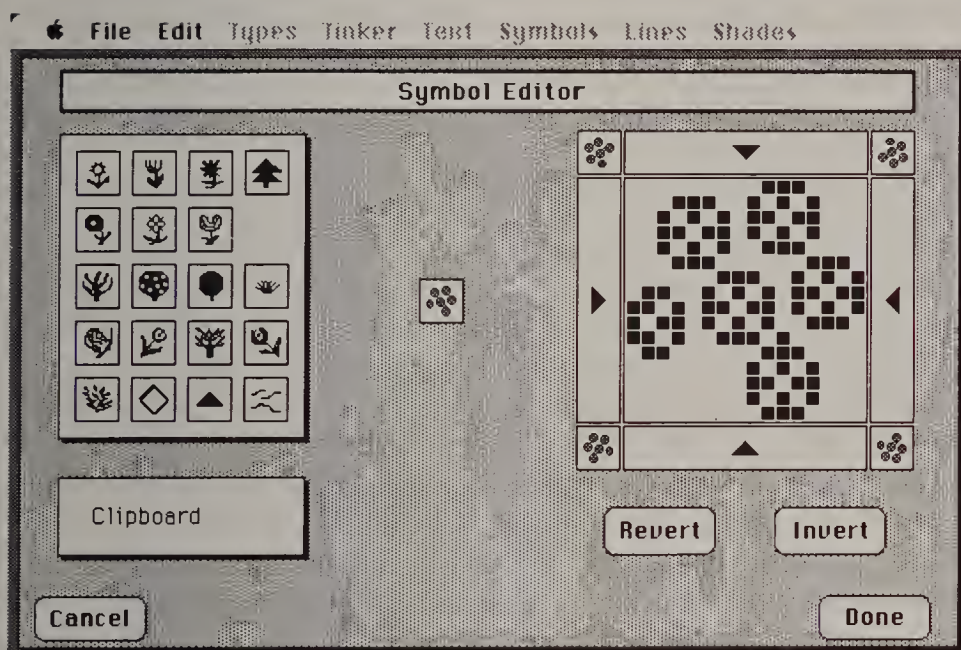 File Edit Types Tinker Text Symbols Lines Shades
Symbol Editor
Clipboard
Revert Invert
Cancel Done